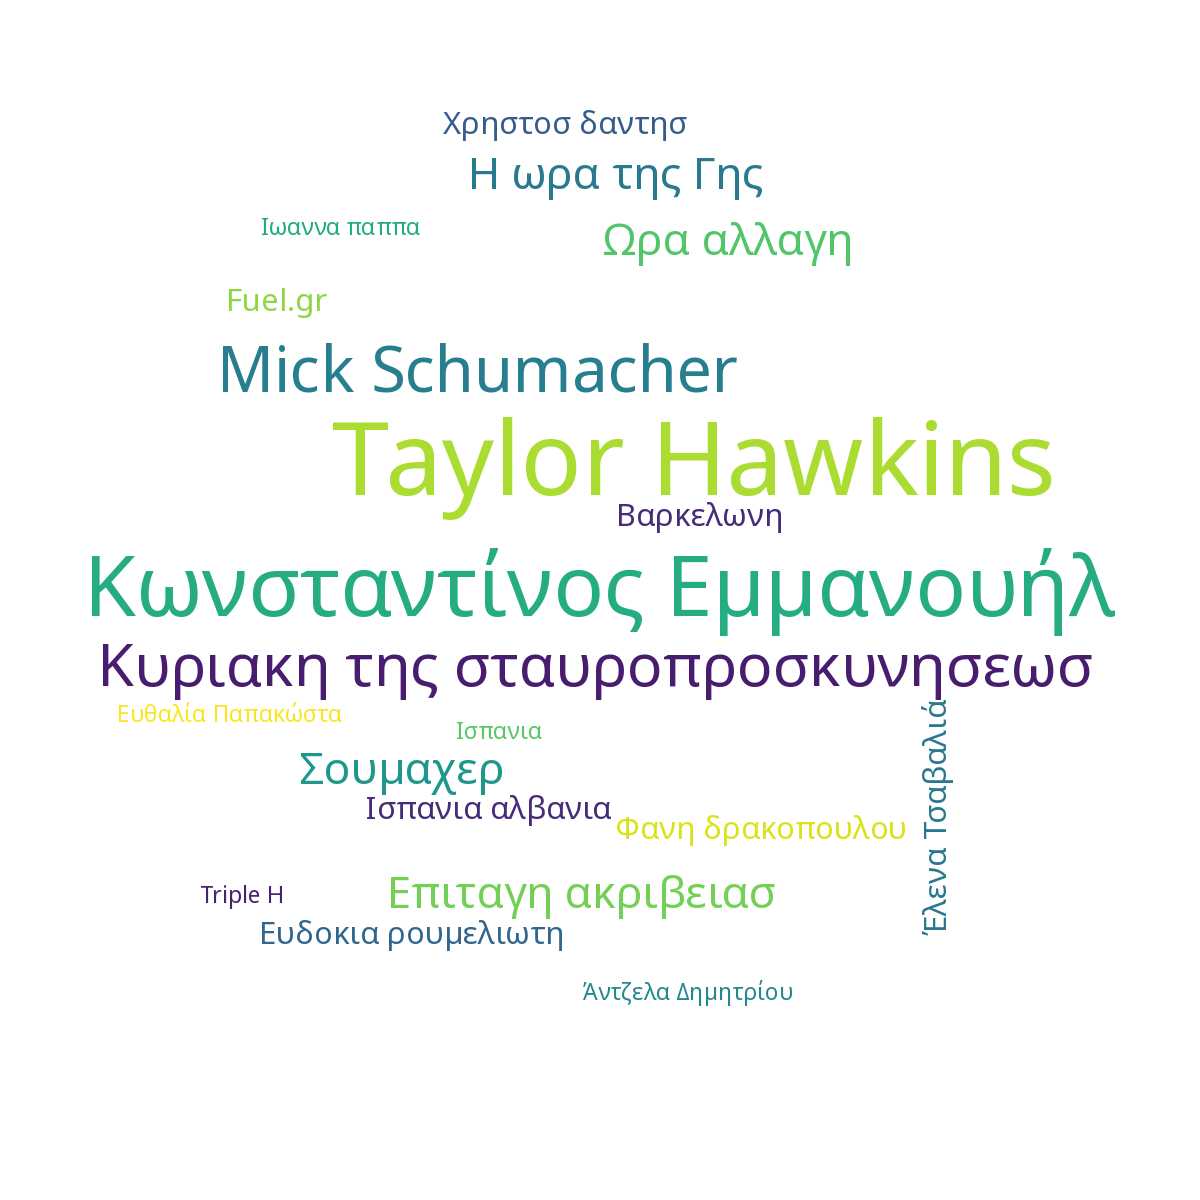 Χρηστοσ δαντησ
Η ωρα της Γης
Ιωαννα παππα
Ωρα αλλαγη
Fuel.gr
Mick Schumacher
Taylor Hawkins
Βαρκελωνη
Κωνσταντίνος Εμμανουήλ
Κυριακη της σταυροπροσκυνησεωσ
Ευθαλία Παπακώστα
Ισπανια
Έλενα Τσαβαλιά
Σουμαχερ
Ισπανια αλβανια
Φανη δρακοπουλου
Triple H
Επιταγη ακριβειασ
Ευδοκια ρουμελιωτη
Άντζελα Δημητρίου